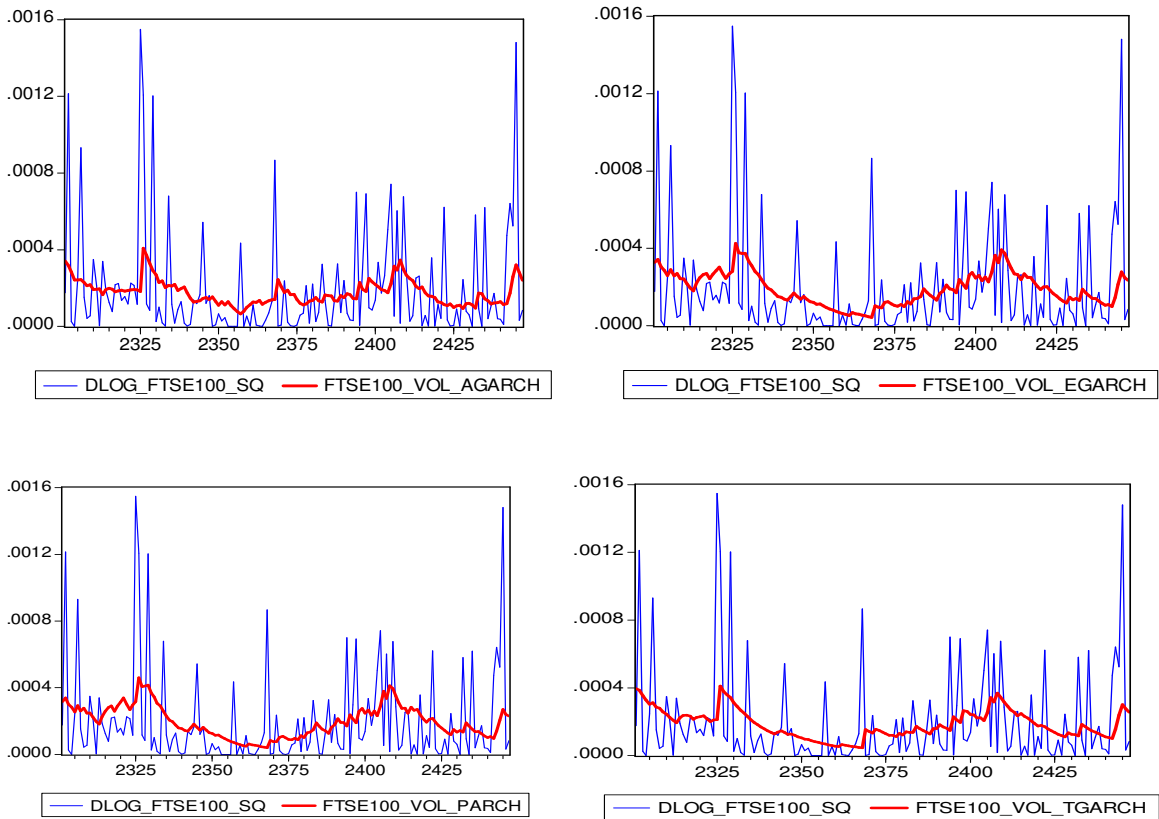 .0016
.0012
.0008
.0004
.0000
2325 2350 2375 2400 2425
DLOG_FTSE100_SQ FTSE100_VOL_AGARCH
.0016
.0012
.0008
.0004
.0000
2325 2350 2375 2400 2425
DLOG_FTSE100_SQ FTSE100_VOL_EGARCH
.0016
.0012
.0008
.0004
.0000
2325 2350 2375 2400 2425
DLOG_FTSE100_SQ FTSE100_VOL_PARCH
.0016
.0012
.0008
.0004
.0000
2325 2350 2375 2400 2425
DLOG_FTSE100_SQ FTSE100_VOL_TGARCH